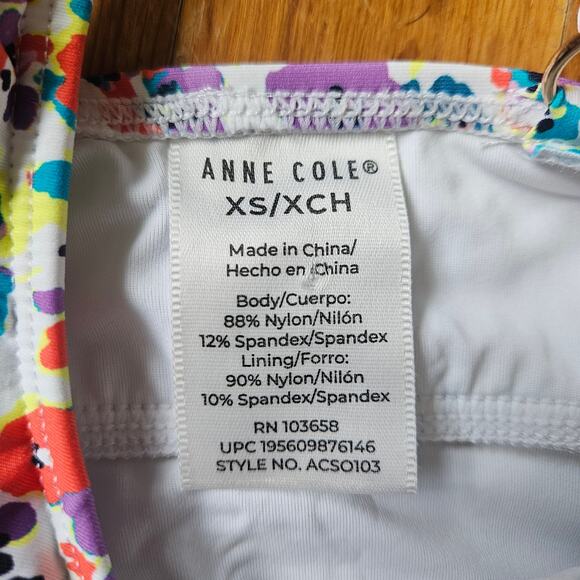 ANNE COLE®
XS/XCH
Made in China/
Hecho en China
Body/Cuerpo:
88% Nylon/Nilón
12% Spandex/Spandex
Lining/Forro:
90% Nylon/Nilón
10% Spandex/Spandex
RN 103658
UPC 195609876146
STYLE NO. ACSO103